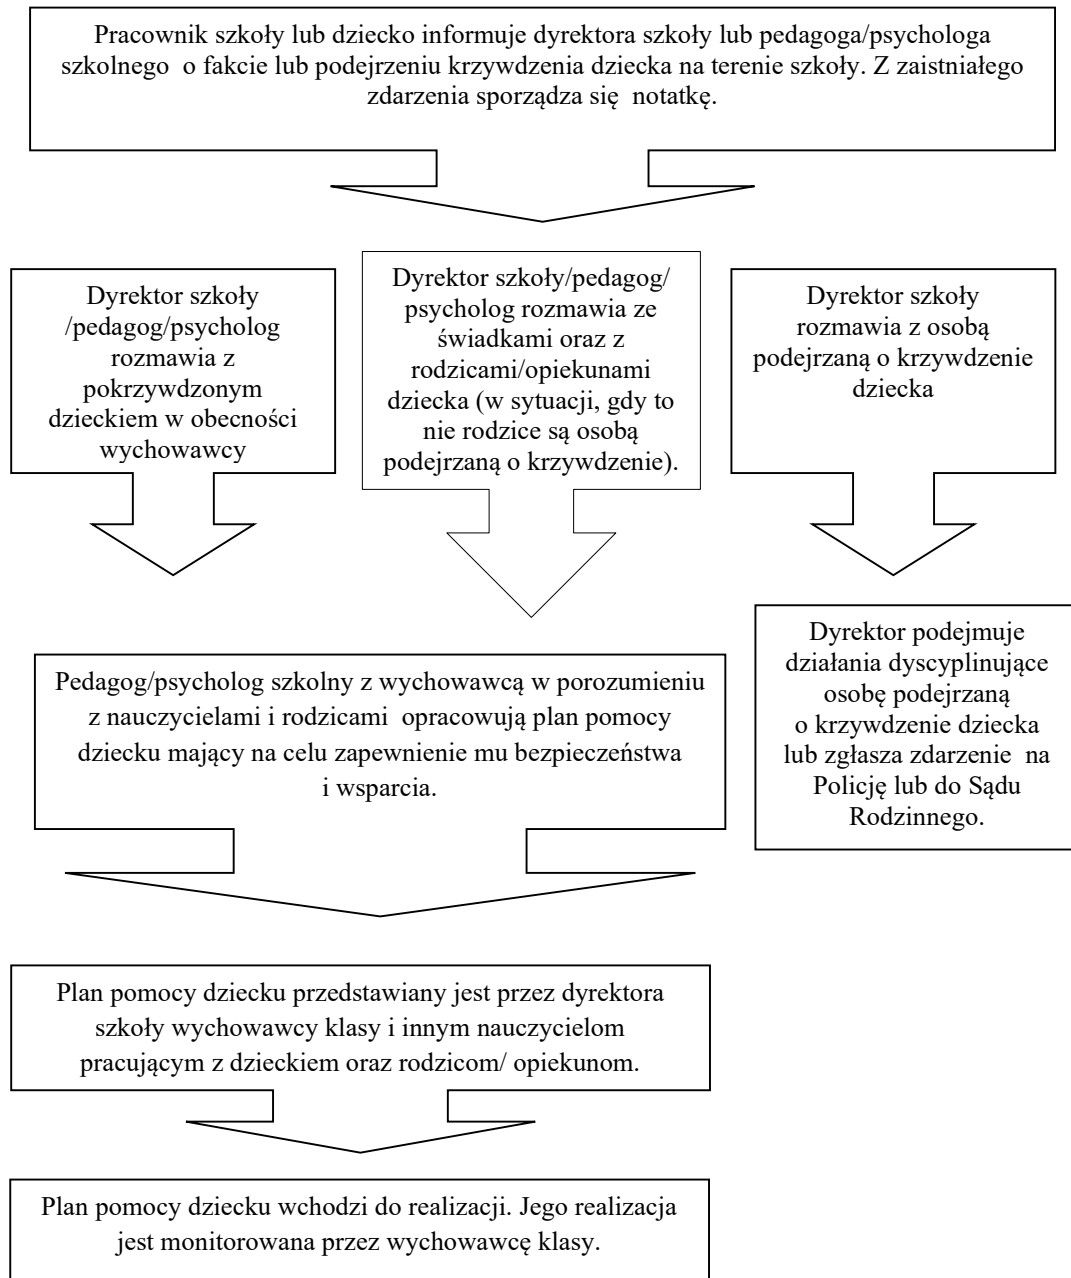 Pracownik szkoły lub dziecko informuje dyrektora szkoły lub pedagoga/psychologa
szkolnego o fakcie lub podejrzeniu krzywdzenia dziecka na terenie szkoły. Z zaistniałego
zdarzenia sporządza się notatkę.
Dyrektor szkoły
/pedagog/psycholog
rozmawia z
pokrzywdzonym
dzieckiem w obecności
wychowawcy
Dyrektor szkoły/pedagog/
psycholog rozmawia ze
świadkami oraz z
rodzicami/opiekunami
dziecka (w sytuacji, gdy to
nie rodzice są osobą
podejrzaną o krzywdzenie).
Dyrektor szkoły
rozmawia z osobą
podejrzaną o krzywdzenie
dziecka
Dyrektor podejmuje
działania dyscyplinujące
osobę podejrzaną
o krzywdzenie dziecka
lub zgłasza zdarzenie na
Policję lub do Sądu
Rodzinnego.
Pedagog/psycholog szkolny z wychowawcą w porozumieniu
z nauczycielami i rodzicami opracowują plan pomocy
dziecku mający na celu zapewnienie mu bezpieczeństwa
i wsparcia.
Plan pomocy dziecku przedstawiany jest przez dyrektora
szkoły wychowawcy klasy i innym nauczycielom
pracującym z dzieckiem oraz rodzicom/ opiekunom.
Plan pomocy dziecku wchodzi do realizacji. Jego realizacja
jest monitorowana przez wychowawcę klasy.